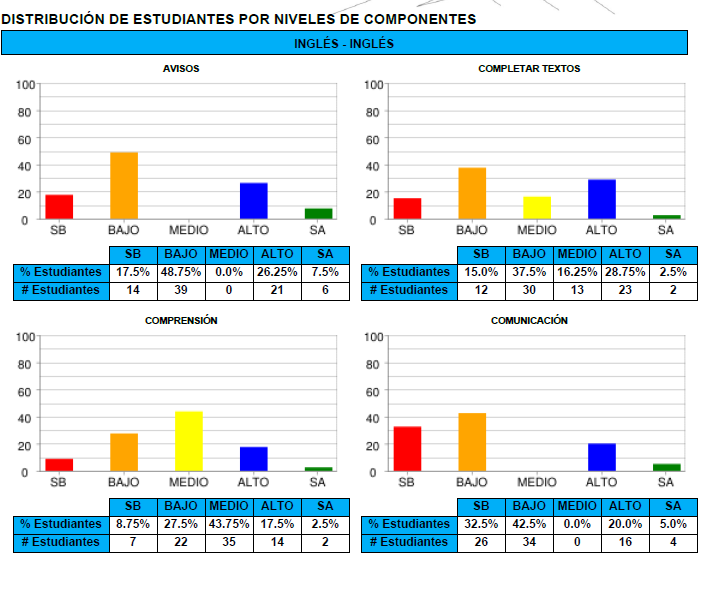 DISTRIBUCIÓN DE ESTUDIANTES POR NIVELES DE COMPONENTES
INGLÉS - INGLÉS
AVISOS
100
80
60
40
20
0
SB BAJO MEDIO ALTO SA
SB BAJO MEDIO ALTO SA
% Estudiantes 17.5% 48.75% 0.0% 26.25% 7.5%
# Estudiantes 14 39 0 21 6
COMPLETAR TEXTOS
100
80
60
40
20
0
SB BAJO MEDIO ALTO SA
SB BAJO MEDIO ALTO SA
% Estudiantes 15.0% 37.5% 16.25% 28.75% 2.5%
# Estudiantes 12 30 13 23 2
COMPRENSIÓN
100
80
60
40
20
0
SB BAJO MEDIO ALTO SA
SB BAJO MEDIO ALTO SA
% Estudiantes 8.75% 27.5% 43.75% 17.5% 2.5%
# Estudiantes 7 22 35 14 2
COMUNICACIÓN
100
80
60
40
20
0
SB BAJO MEDIO ALTO SA
SB BAJO MEDIO ALTO SA
% Estudiantes 32.5% 42.5% 0.0% 20.0% 5.0%
# Estudiantes 26 34 0 16 4